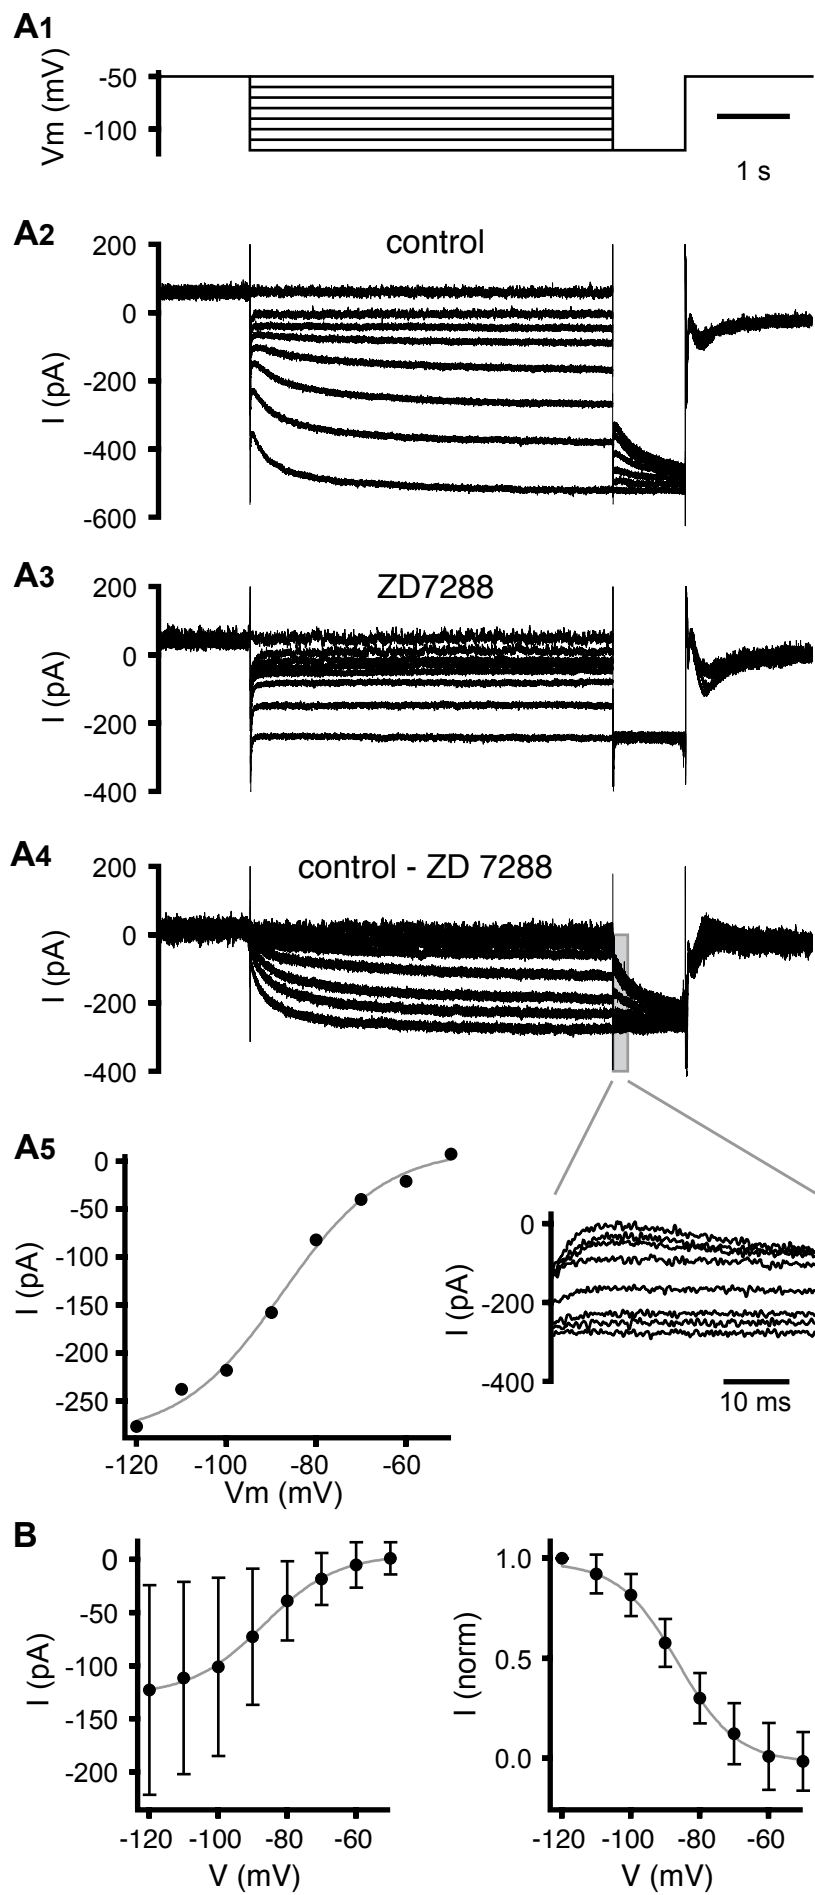 A1
Vm (mV)
-50
-100
1 s
A2
control
I (pA)
200
0
-200
-400
-600
A3
ZD7288
I (pA)
200
0
-200
-400
A4
control - ZD 7288
I (pA)
200
0
-200
-400
A5
I (pA)
0
-50
-100
-150
-200
-250
-120 -100 -80 -60
Vm (mV)
I (pA)
0
-200
-400
10 ms
B
I (pA)
0
-50
-100
-150
-200
-120 -100 -80 -60
V (mV)
I (norm)
1.0
0.5
0.0
-120 -100 -80 -60
V (mV)